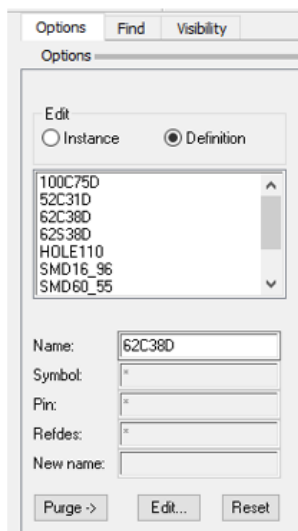 Options Find Visibility
Options
Edit
Instance Definition
100C75D
52C31D
62C38D
62S38D
HOLE110
SMD16_96
SMD60_55
Name: 62C38D
Symbol: *
Pin: *
Refdes: *
New name:
Purge -> Edit... Reset